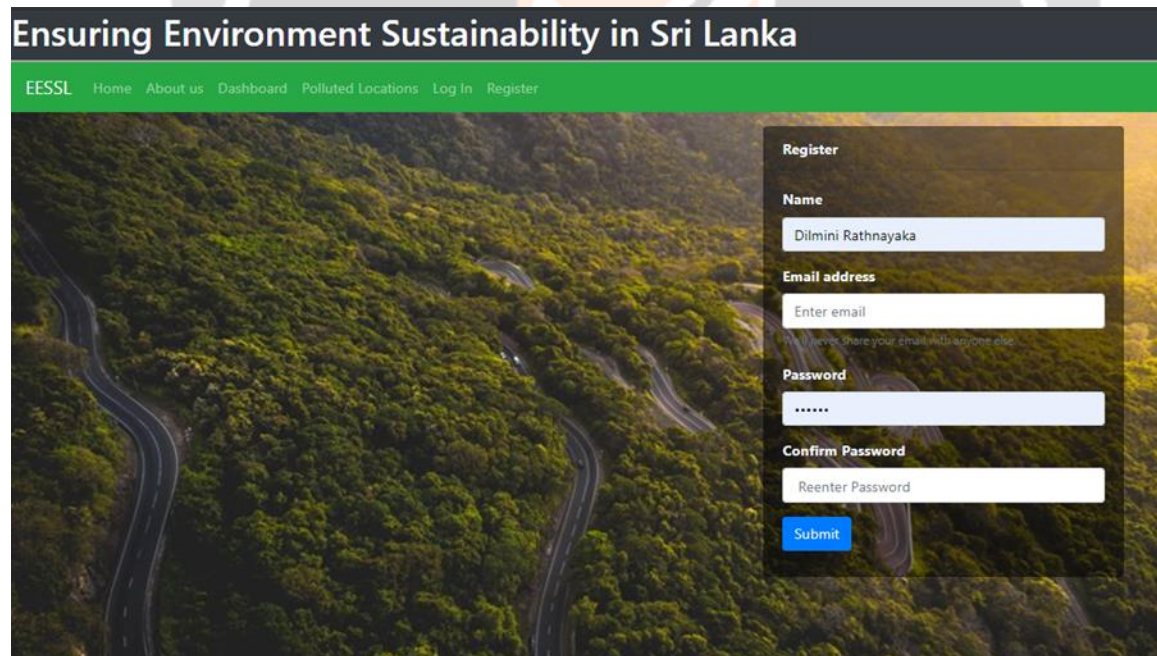 Ensuring Environment Sustainability in Sri Lanka
EESSL Home About us Dashboard Polluted Locations Log In Register
Register
Name
Dilmini Rathnayaka
Email address
Enter email
We'll never share your email with anyone else.
Password
••••••
Confirm Password
Reenter Password
Submit